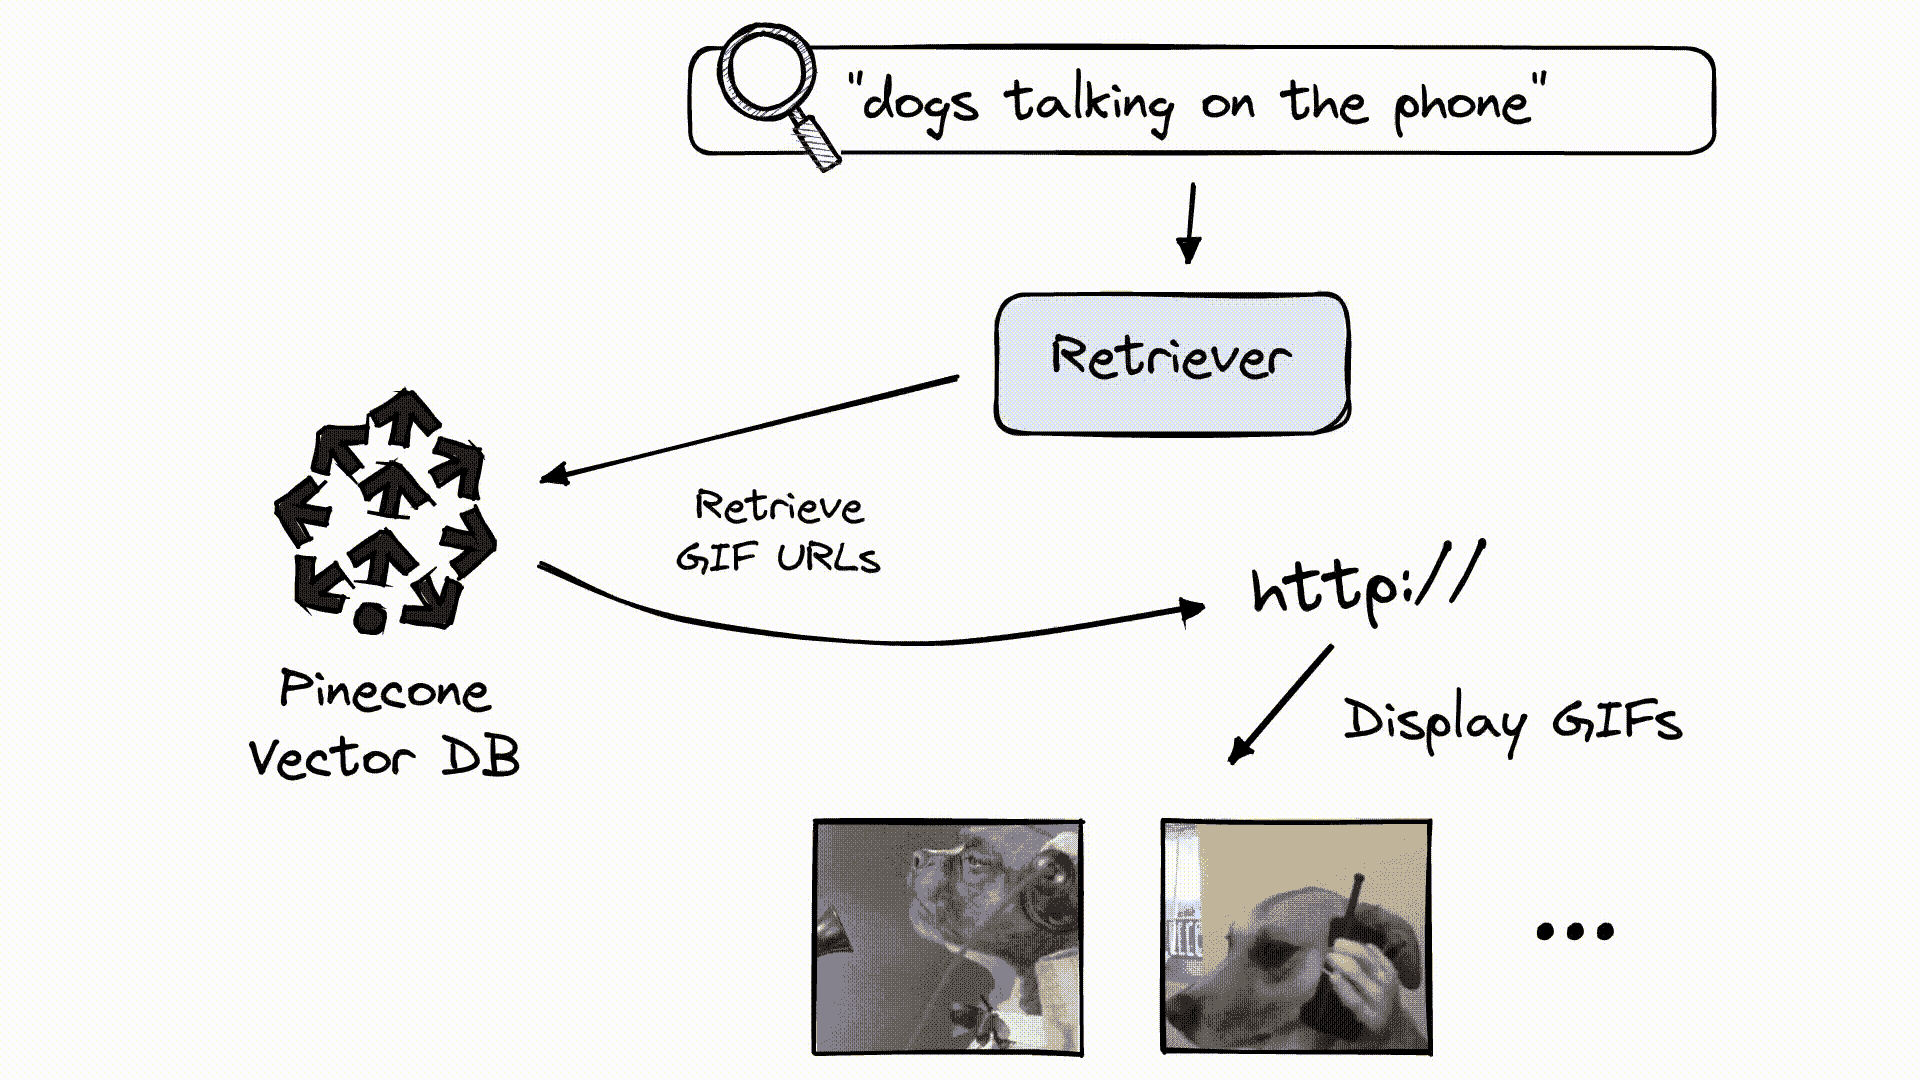 "dogs talking on the phone"
Retriever
Retrieve
GIF URLs
http://
Pinecone
Vector DB
Display GIFs